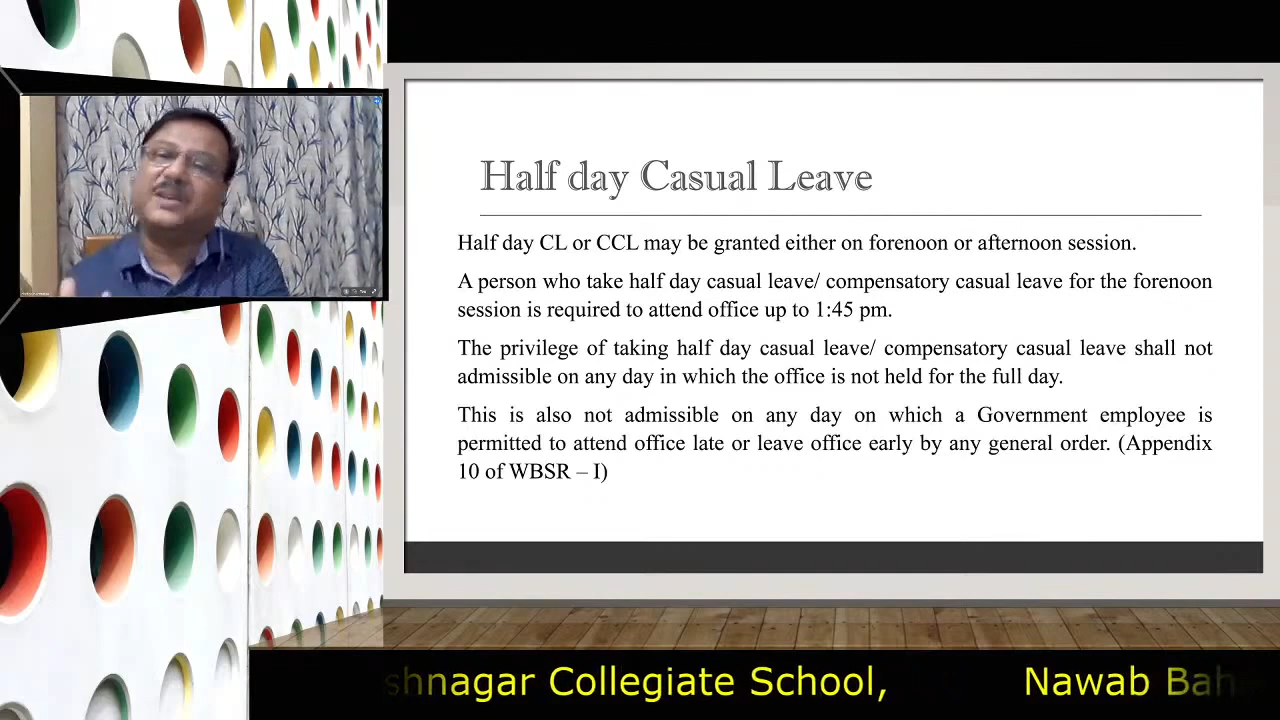 Half day Casual Leave
Half day CL or CCL may be granted either on forenoon or afternoon session.
A person who take half day casual leave/ compensatory casual leave for the forenoon
session is required to attend office up to 1:45 pm.
The privilege of taking half day casual leave/ compensatory casual leave shall not
admissible on any day in which the office is not held for the full day.
This is also not admissible on any day on which a Government employee is
permitted to attend office late or leave office early by any general order. (Appendix
10 of WBSR – I)
shnagar Collegiate School, Nawab Bah